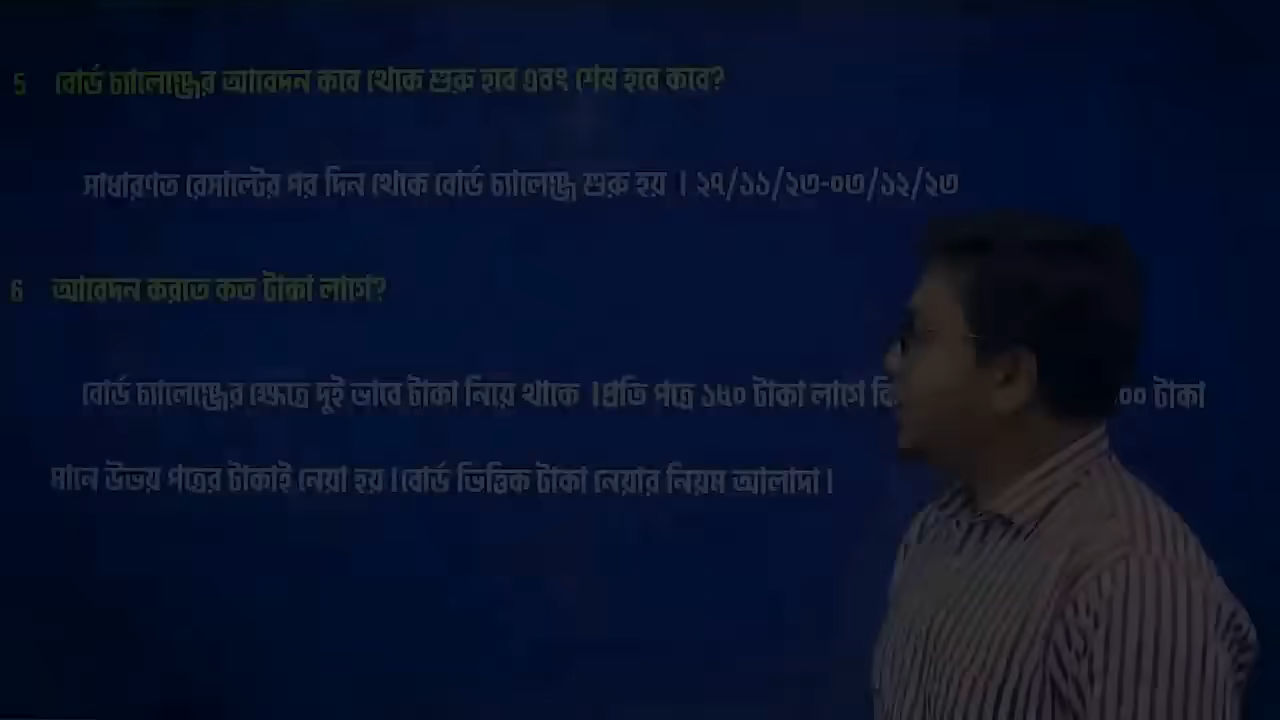 5 বোর্ড চ্যালেঞ্জের আবেদন কবে থেকে শুরু হবে এবং শেষ হবে কবে?
সাধারণত রেসাল্টের পর দিন থেকে বোর্ড চ্যালেঞ্জ শুরু হয় । ২৭/১১/২৩-০৩/১২/২৩
6 আবেদন করতে কত টাকা লাগে?
বোর্ড চ্যালেঞ্জের ক্ষেত্রে দুই ভাবে টাকা নিয়ে থাকে ।প্রতি পত্রে ১৫০ টাকা লাগে টাকা
মানে উভয় পত্রের টাকাই নেয়া হয় ।বোর্ড ভিত্তিক টাকা নেয়ার নিয়ম আলাদা ।